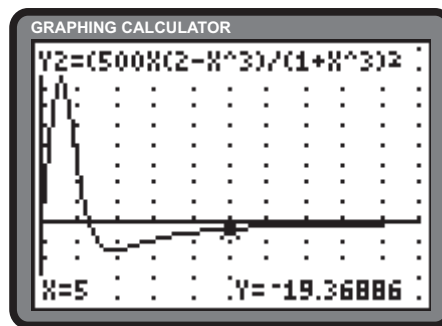 GRAPHING CALCULATOR
Y2=(500X(2-X^3)/(1+X^3)²
X=5 Y=⁻19.36886